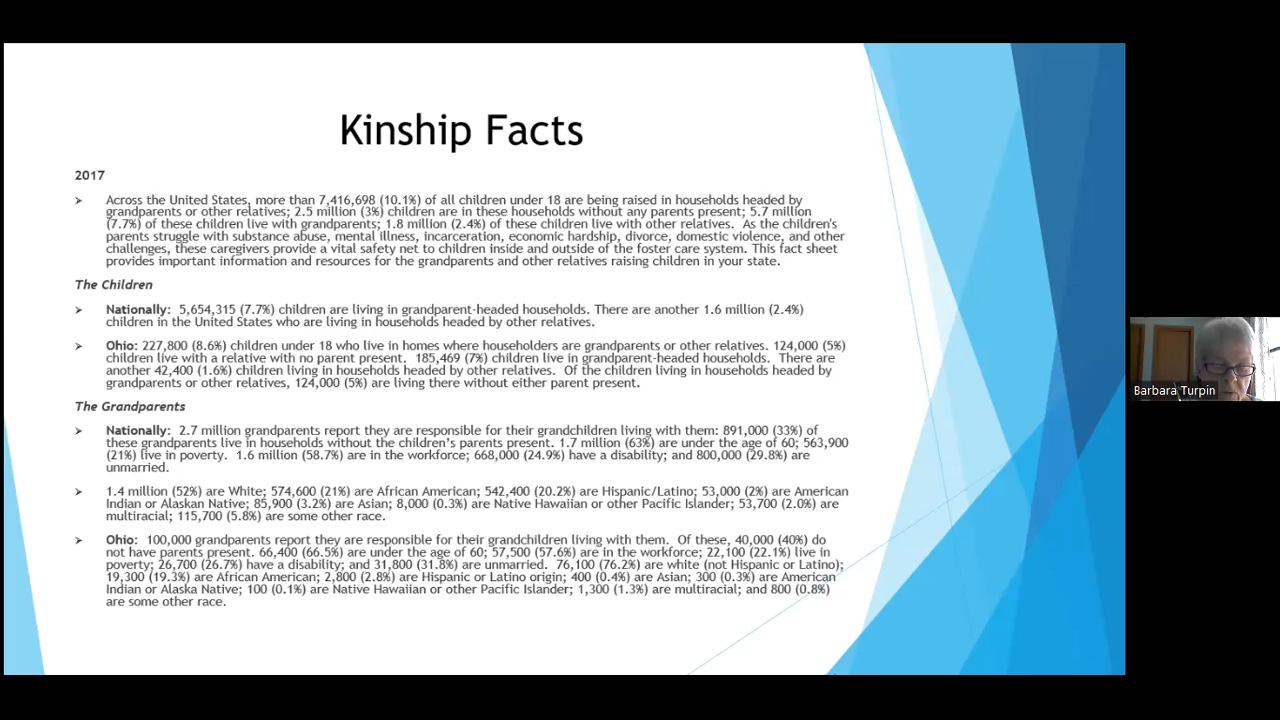 Kinship Facts
2017
Across the United States, more than 7,416,698 (10.1%) of all children under 18 are being raised in households headed by
grandparents or other relatives; 2.5 million (3%) children are in these households without any parents present; 5.7 million
(7.7%) of these children live with grandparents; 1.8 million (2.4%) of these children live with other relatives. As the children's
parents struggle with substance abuse, mental illness, incarceration, economic hardship, divorce, domestic violence, and other
challenges, these caregivers provide a vital safety net to children inside and outside of the foster care system. This fact sheet
provides important information and resources for the grandparents and other relatives raising children in your state.
The Children
Nationally: 5,654,315 (7.7%) children are living in grandparent-headed households. There are another 1.6 million (2.4%)
children in the United States who are living in households headed by other relatives.
Ohio: 227,800 (8.6%) children under 18 who live in homes where householders are grandparents or other relatives. 124,000 (5%)
children live with a relative with no parent present. 185,469 (7%) children live in grandparent-headed households. There are
another 42,400 (1.6%) children living in households headed by other relatives. Of the children living in households headed by
grandparents or other relatives, 124,000 (5%) are living there without either parent present.
The Grandparents
Nationally: 2.7 million grandparents report they are responsible for their grandchildren living with them: 891,000 (33%) of
these grandparents live in households without the children's parents present. 1.7 million (63%) are under the age of 60; 563,900
(21%) live in poverty. 1.6 million (58.7%) are in the workforce; 668,000 (24.9%) have a disability; and 800,000 (29.8%) are
unmarried.
1.4 million (52%) are White; 574,600 (21%) are African American; 542,400 (20.2%) are Hispanic/Latino; 53,000 (2%) are American
Indian or Alaskan Native; 85,900 (3.2%) are Asian; 8,000 (0.3%) are Native Hawaiian or other Pacific Islander; 53,700 (2.0%) are
multiracial; 115,700 (5.8%) are some other race.
Ohio: 100,000 grandparents report they are responsible for their grandchildren living with them. Of these, 40,000 (40%) do
not have parents present. 66,400 (66.5%) are under the age of 60; 57,500 (57.6%) are in the workforce; 22,100 (22.1%) live in
poverty; 26,700 (26.7%) have a disability; and 31,800 (31.8%) are unmarried. 76,100 (76.2%) are white (not Hispanic or Latino);
19,300 (19.3%) are African American; 2,800 (2.8%) are Hispanic or Latino origin; 400 (0.4%) are Asian; 300 (0.3%) are American
Indian or Alaska Native; 100 (0.1%) are Native Hawaiian or other Pacific Islander; 1,300 (1.3%) are multiracial; and 800 (0.8%)
are some other race.
Barbara Turpin